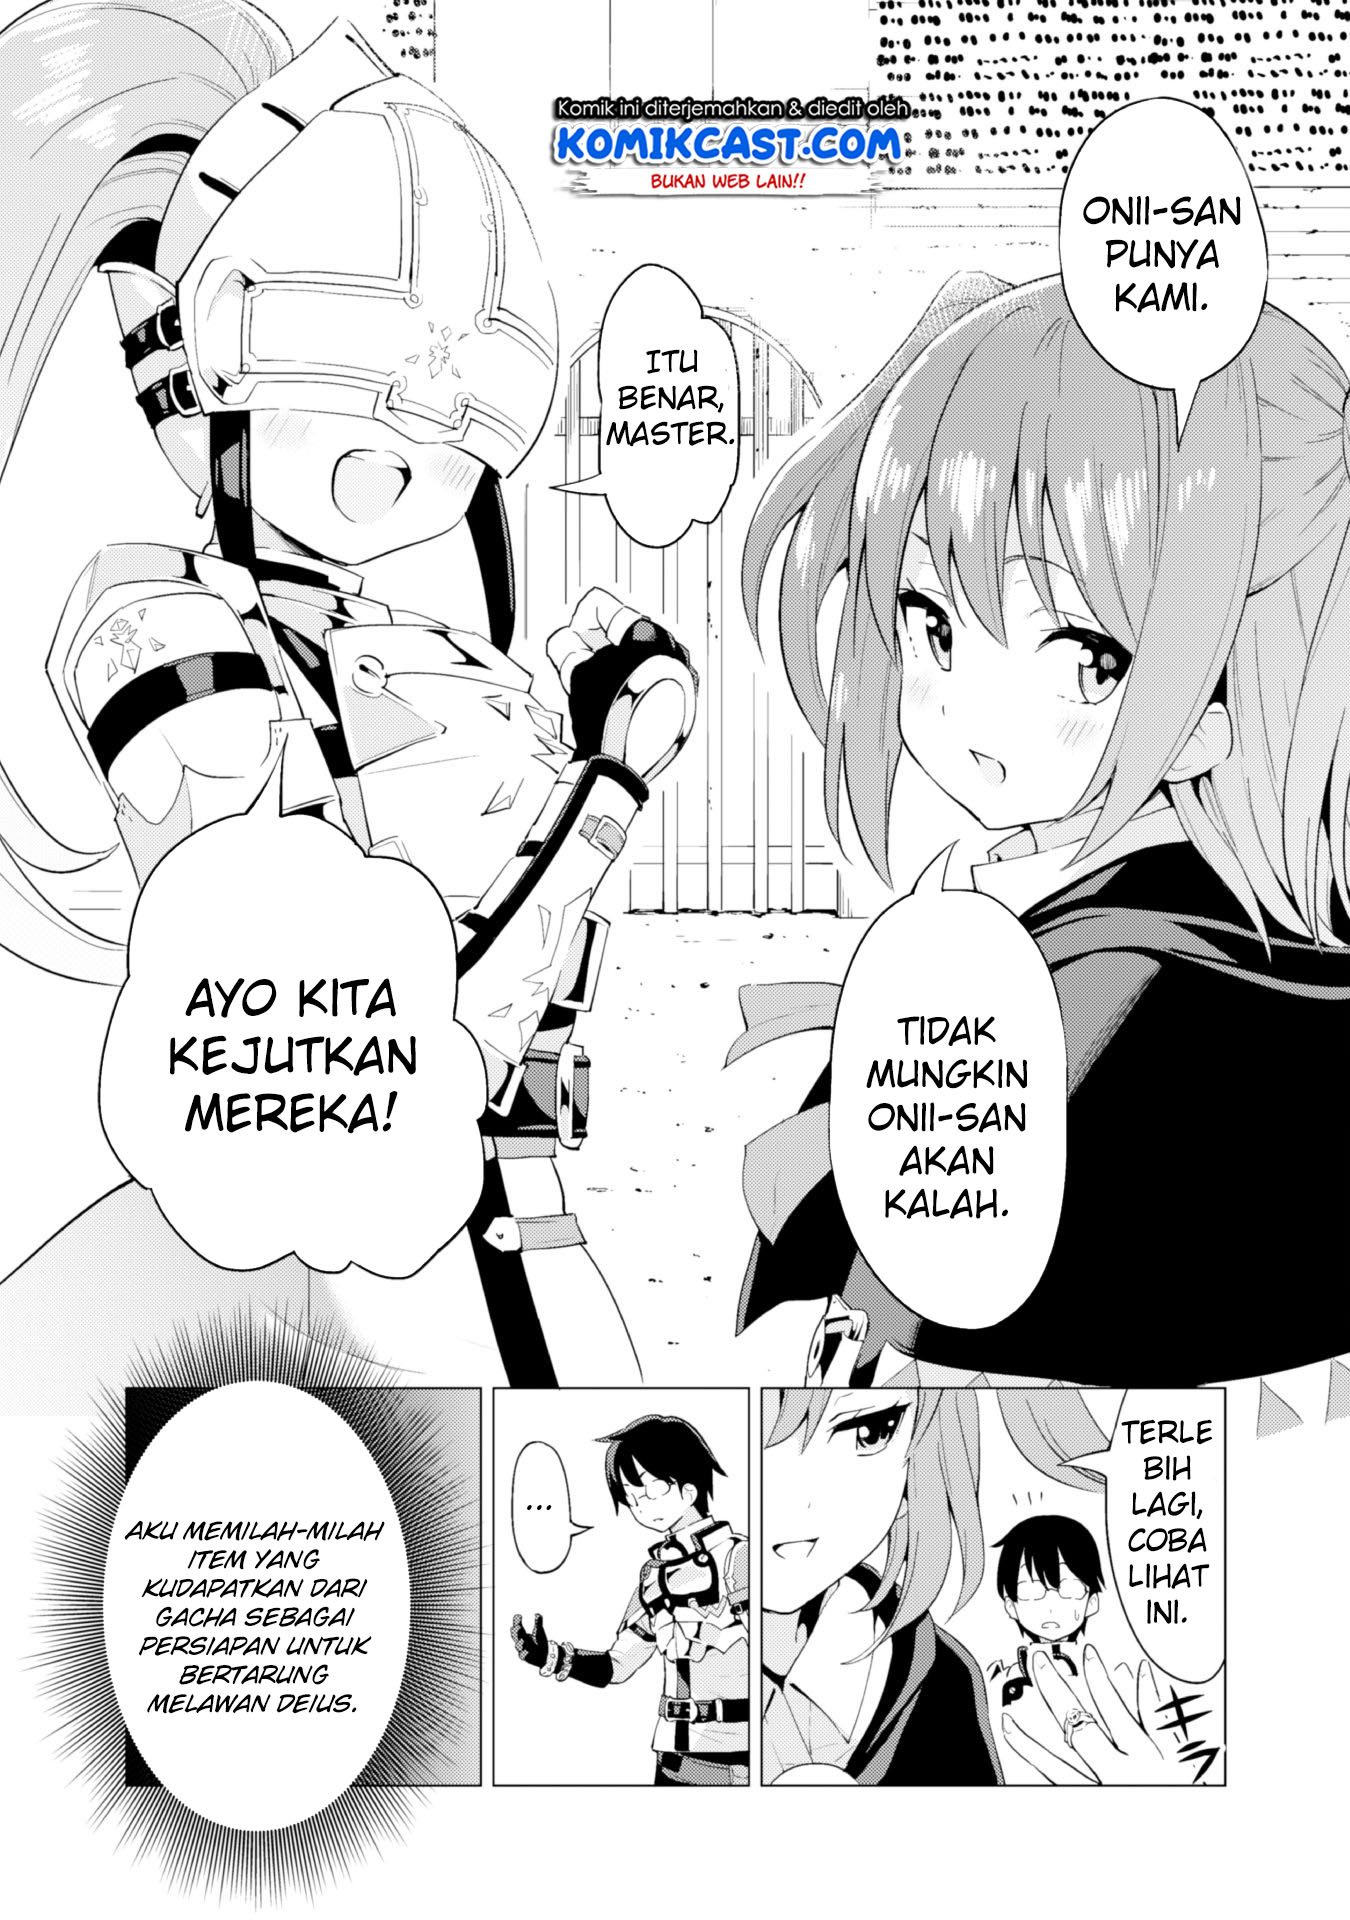 Komik ini diterjemahkan & diedit oleh
KOMIKCAST.COM
BUKAN WEB LAIN!!
ONII-SAN
PUNYA
KAMI.
ITU
BENAR,
MASTER.
TIDAK
MUNGKIN
ONII-SAN
AKAN
KALAH.
AYO KITA
KEJUTKAN
MEREKA!
TERLE
BIH
LAGI,
COBA
LIHAT
INI.
...
AKU MEMILAH-MILAH
ITEM YANG
KUDAPATKAN DARI
GACHA SEBAGAI
PERSIAPAN UNTUK
BERTARUNG
MELAWAN DEIUS.